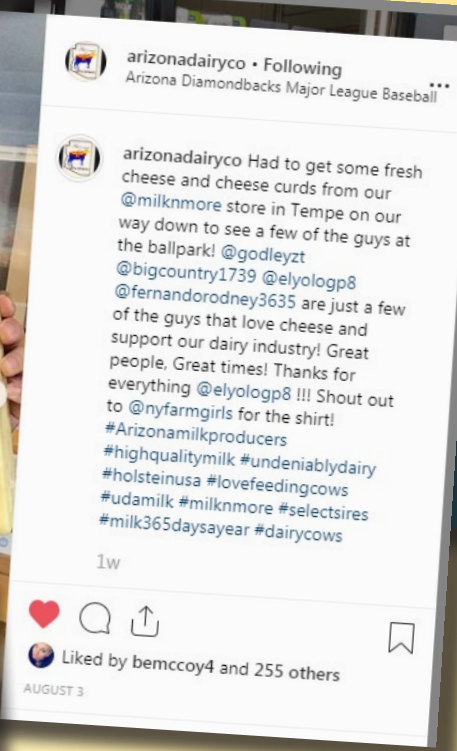 arizonadairyco • Following
Arizona Diamondbacks Major League Baseball
arizonadairyco Had to get some fresh
cheese and cheese curds from our
@milknmore store in Tempe on our
way down to see a few of the guys at
the ballpark! @godleyzt
@bigcountry1739 @elyologp8
@fernandorodney3635 are just a few
of the guys that love cheese and
support our dairy industry! Great
people, Great times! Thanks for
everything @elyologp8 !!! Shout out
to @nyfarmgirls for the shirt!
#Arizonamilkproducers
#highqualitymilk #undeniablydairy
#holsteinusa #lovefeedingcows
#udamilk #milknmore #selectsires
#milk365daysayear #dairycows
1w
Liked by bemccoy4 and 255 others
AUGUST 3